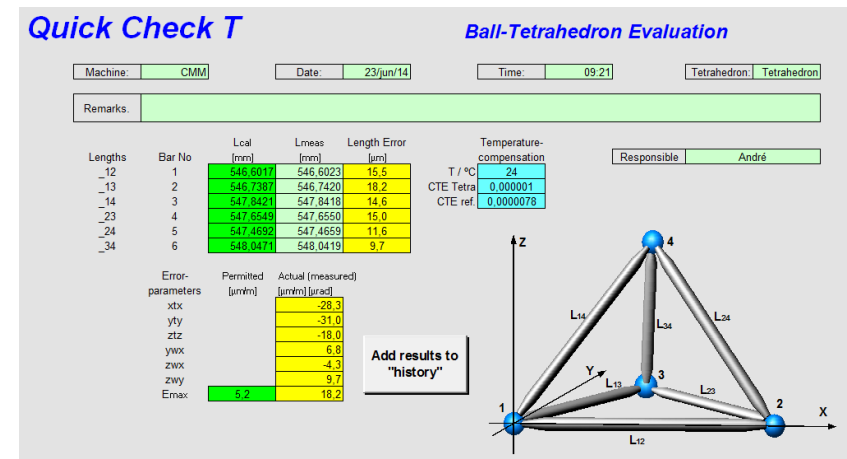 Quick Check T
Ball-Tetrahedron Evaluation
Machine: CMM Date: 23/jun/14 Time: 09:21 Tetrahedron: Tetrahedron
Remarks.
Lcal Lmeas Length Error Temperature-
Lengths Bar No [mm] [mm] [µm] compensation Responsible André
_12 1 546,6017 546,6023 15,5 T / ºC 24
_13 2 546,7387 546,7420 18,2 CTE Tetra 0,000001
_14 3 547,8421 547,8418 14,6 CTE ref. 0,0000078
_23 4 547,6549 547,6550 15,0
_24 5 547,4692 547,4659 11,6
_34 6 548,0471 548,0419 9,7
Error- Permitted Actual (measured)
parameters [µm/m] [µm/m] [µrad]
xtx -28,3
yty -31,0
ztz -18,0
ywx 6,8
zwx -4,3
zwy 9,7
Emax 5,2 18,2
Add results to
"history"
Z
4
L14
L34
L24
Y
3
L13
L23
1
2
X
L12